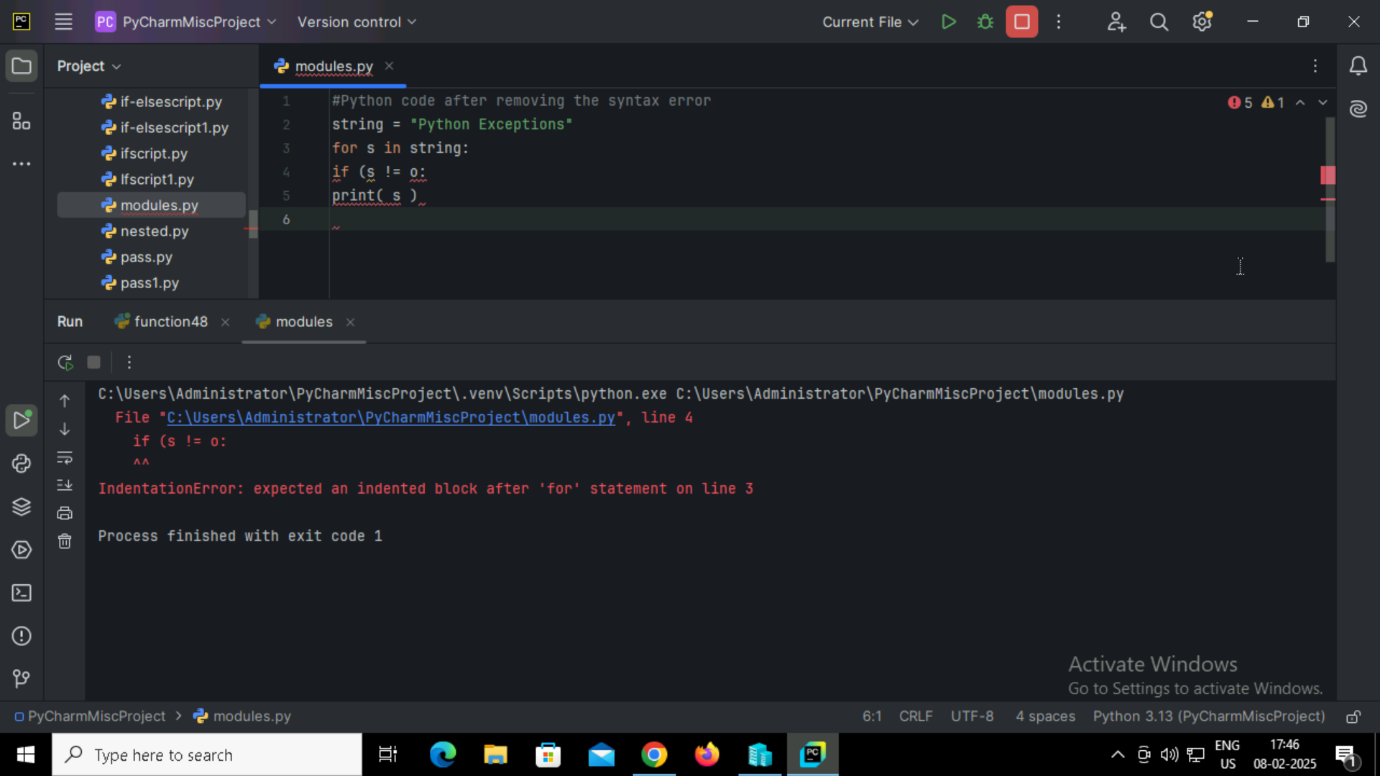 PC PyCharmMiscProject Version control Current File
Project
modules.py
if-elsescript.py
if-elsescript1.py
ifscript.py
Ifscript1.py
modules.py
nested.py
pass.py
pass1.py
1 #Python code after removing the syntax error
2 string = "Python Exceptions"
3 for s in string:
4 if (s != o:
5 print( s )
6
5 1
Run function48 modules
C:\Users\Administrator\PyCharmMiscProject\.venv\Scripts\python.exe C:\Users\Administrator\PyCharmMiscProject\modules.py
File "C:\Users\Administrator\PyCharmMiscProject\modules.py", line 4
if (s != o:
^^
IndentationError: expected an indented block after 'for' statement on line 3
Process finished with exit code 1
Activate Windows
Go to Settings to activate Windows.
PyCharmMiscProject > modules.py 6:1 CRLF UTF-8 4 spaces Python 3.13 (PyCharmMiscProject)
Type here to search
PC
ENG
US
17:46
08-02-2025
1